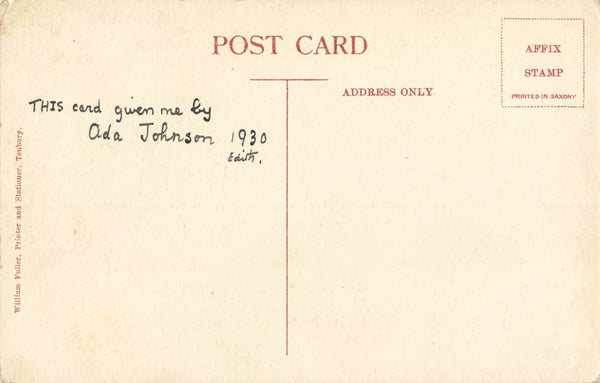 POST CARD
AFFIX
STAMP
PRINTED IN SAXONY
ADDRESS ONLY
THIS card given me by
Ada Johnson 1930
Edith.
William Fuller, Printer and Stationer, Tenbury.